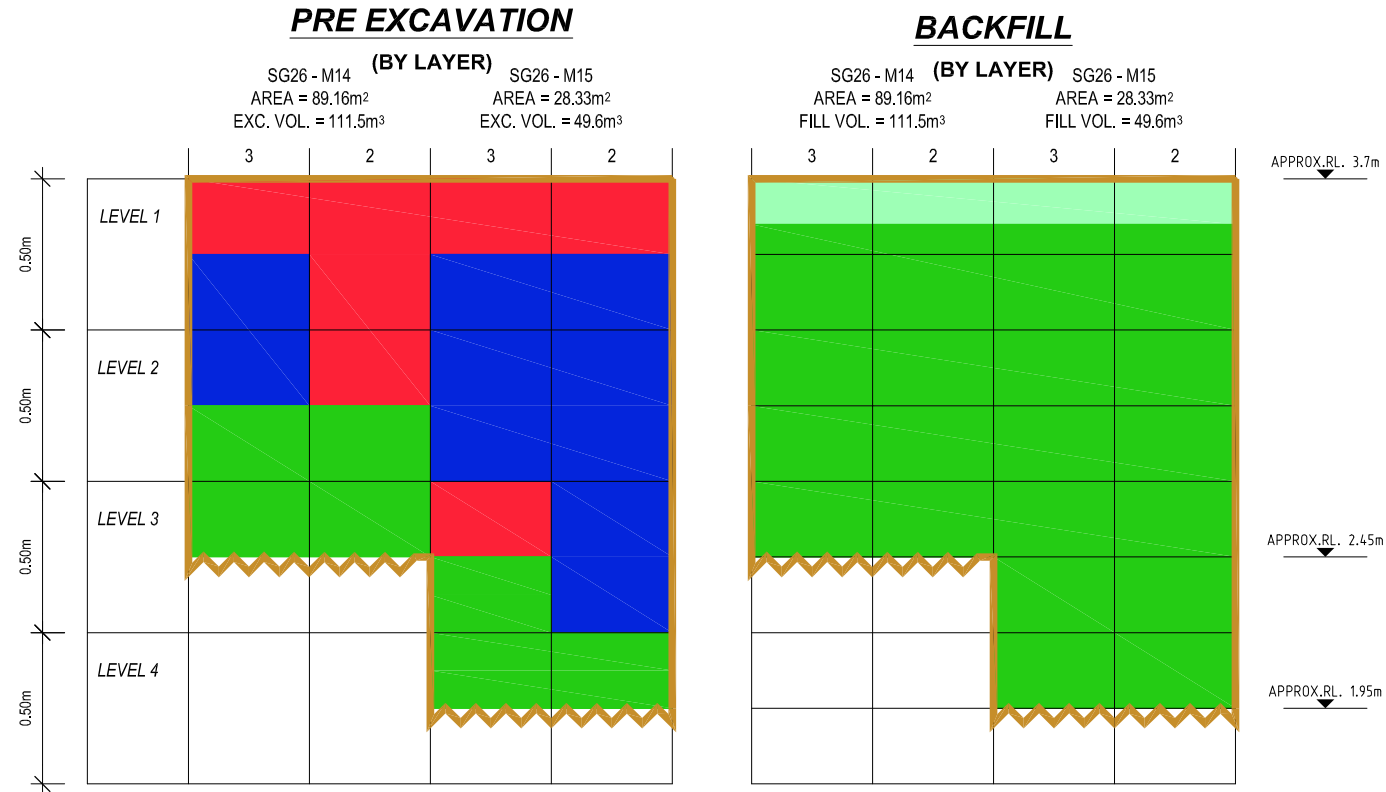 PRE EXCAVATION
(BY LAYER)
SG26 - M14
AREA = 89.16m²
EXC. VOL. = 111.5m³
SG26 - M15
AREA = 28.33m²
EXC. VOL. = 49.6m³
3 2 3 2
LEVEL 1
LEVEL 2
LEVEL 3
LEVEL 4
0.50m
0.50m
0.50m
0.50m
BACKFILL
(BY LAYER)
SG26 - M14
AREA = 89.16m²
FILL VOL. = 111.5m³
SG26 - M15
AREA = 28.33m²
FILL VOL. = 49.6m³
3 2 3 2
APPROX.RL. 3.7m
APPROX.RL. 2.45m
APPROX.RL. 1.95m